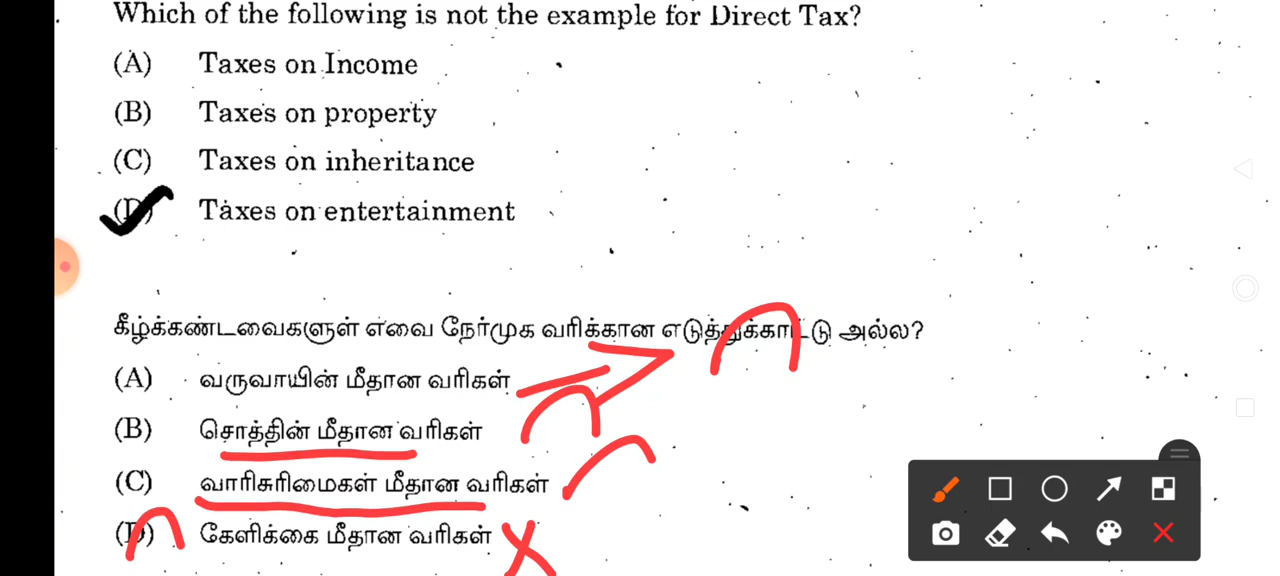 Which of the following is not the example for Direct Tax?
(A) Taxes on Income
(B) Taxes on property
(C) Taxes on inheritance
(D) Taxes on entertainment
கீழ்க்கண்டவைகளுள் எவை நேர்முக வரிக்கான எடுத்துக்காட்டு அல்ல?
(A) வருவாயின் மீதான வரிகள்
(B) சொத்தின் மீதான வரிகள்
(C) வாரிசுரிமைகள் மீதான வரிகள்
(D) கேளிக்கை மீதான வரிகள்